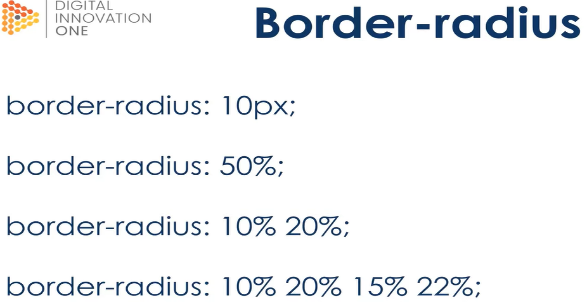 DIGITAL
INNOVATION
ONE
Border-radius
border-radius: 10px;
border-radius: 50%;
border-radius: 10% 20%;
border-radius: 10% 20% 15% 22%;